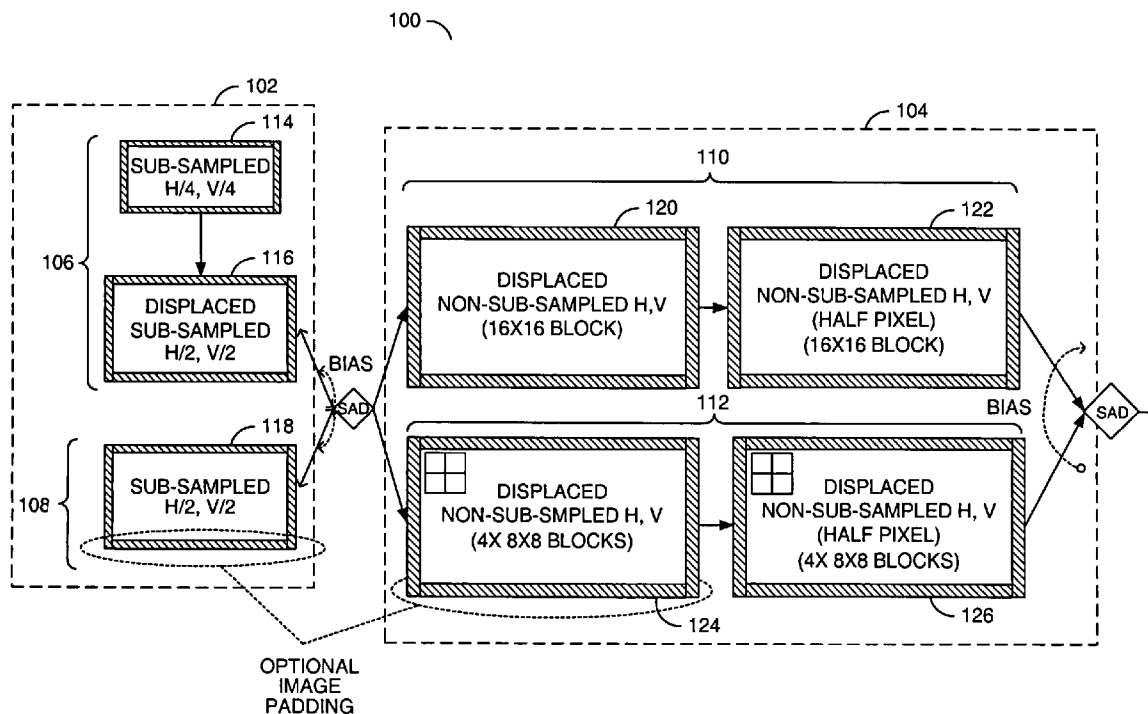 100
102
114
SUB-SAMPLED
H/4, V/4
106
116
DISPLACED
SUB-SAMPLED
H/2, V/2
BIAS
SAD
118
108
SUB-SAMPLED
H/2, V/2
OPTIONAL
IMAGE
PADDING
104
110
120
DISPLACED
NON-SUB-SAMPLED H,V
(16X16 BLOCK)
122
DISPLACED
NON-SUB-SAMPLED H, V
(HALF PIXEL)
(16X16 BLOCK)
112
BIAS
SAD
DISPLACED
NON-SUB-SMPLED H, V
(4X 8X8 BLOCKS)
124
DISPLACED
NON-SUB-SAMPLED H, V
(HALF PIXEL)
(4X 8X8 BLOCKS)
126